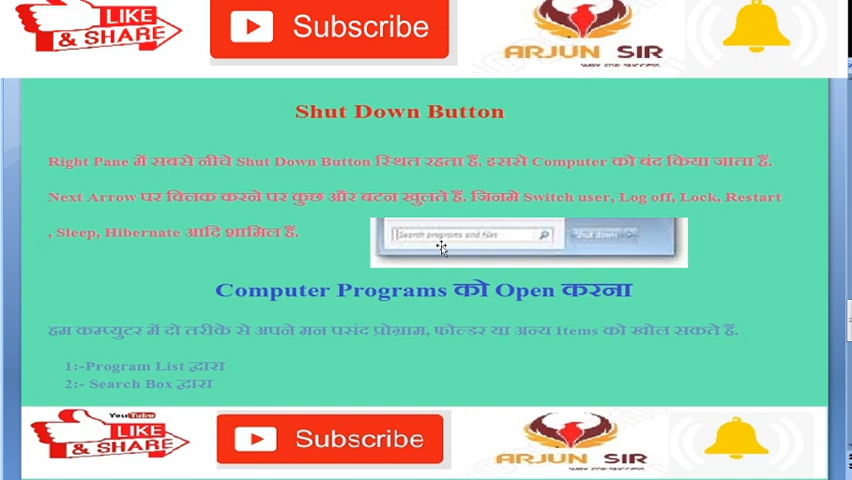 LIKE
& SHARE
Subscribe
ARJUN SIR
WAY FOR SUCCESS
Shut Down Button
Right Pane में सबसे नीचे Shut Down Button स्थित रहता हैं. इससे Computer को बंद किया जाता हैं.
Next Arrow पर क्लिक करने पर कुछ और बटन खुलते हैं. जिनमे Switch user, Log off, Lock, Restart
, Sleep, Hibernate आदि शामिल हैं.
Search programs and files
Shut down
Computer Programs को Open करना
हम कम्प्युटर में दो तरीके से अपने मन पसंद प्रोग्राम, फोल्डर या अन्य Items को खोल सकते हैं.
1:-Program List द्वारा
2:- Search Box द्वारा
YouTube
LIKE
& SHARE
Subscribe
ARJUN SIR